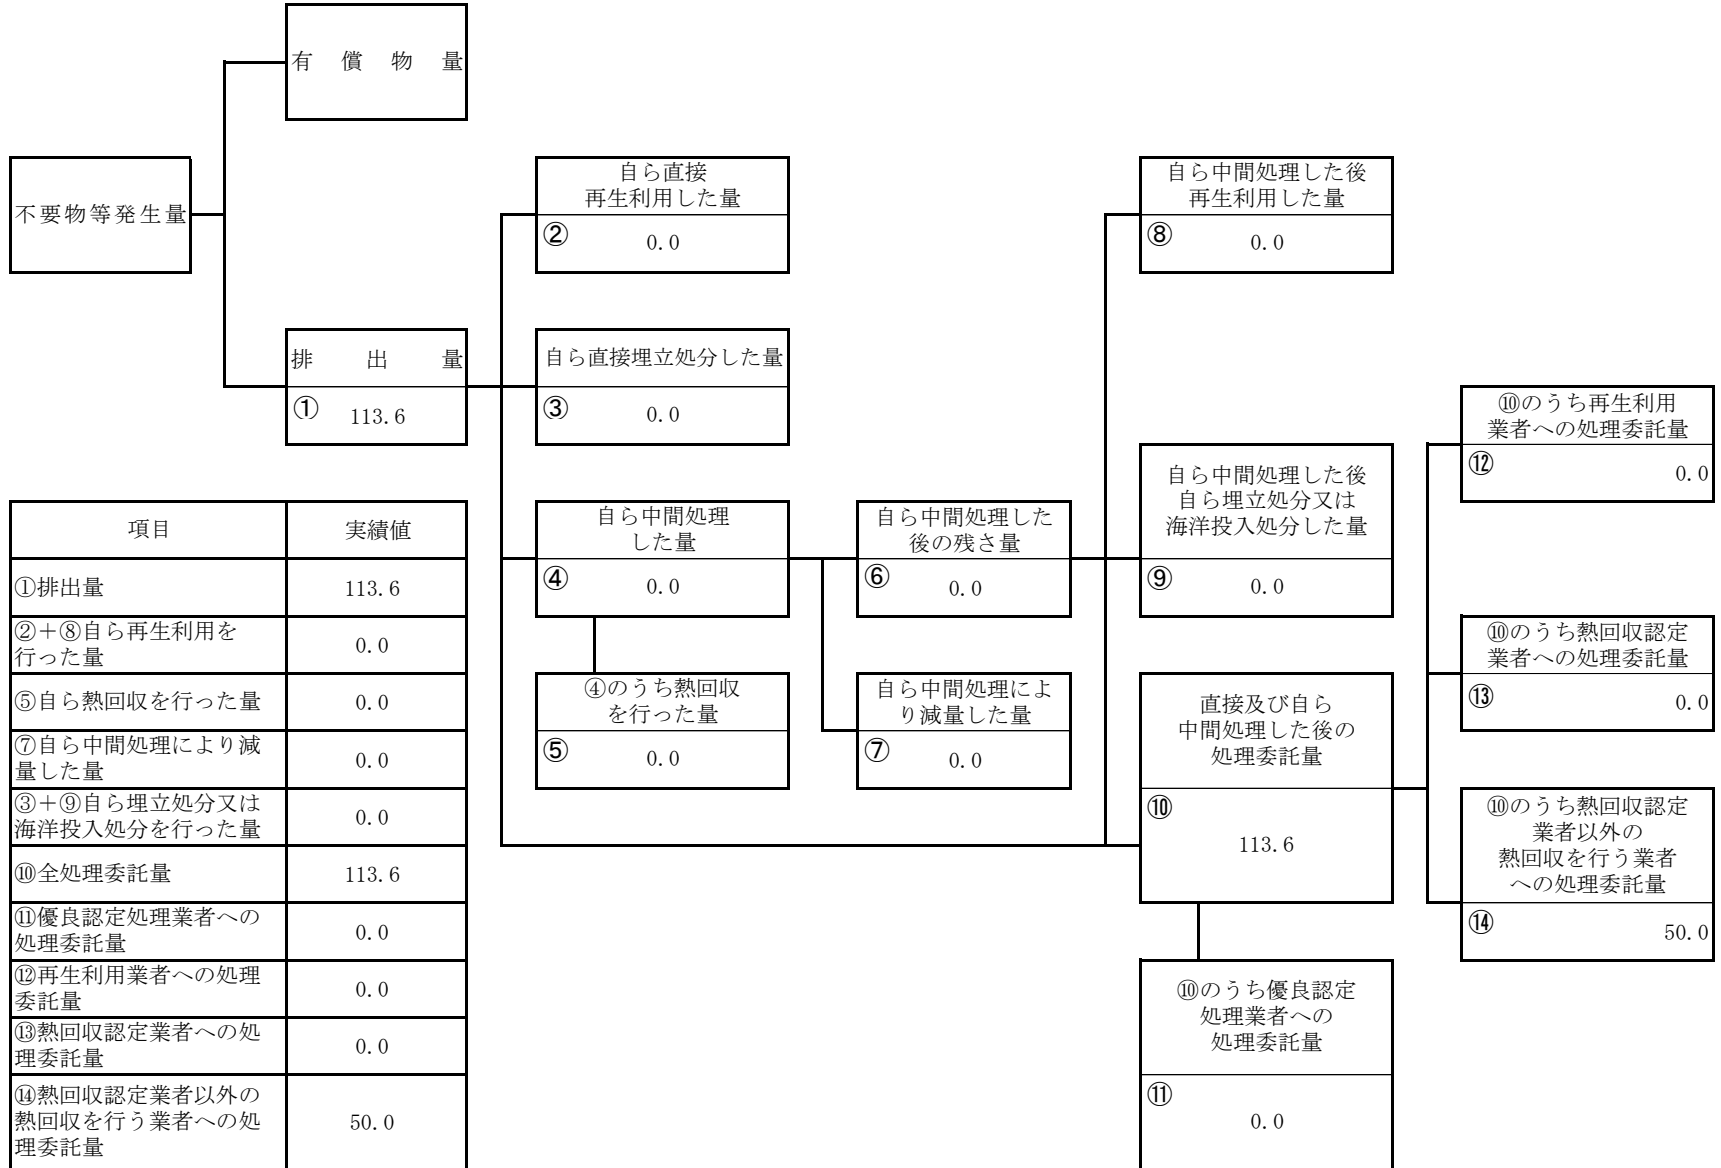 有償物量
不要物等発生量
自ら直接
再生利用した量
②
0.0
自ら中間処理した後
再生利用した量
⑧
0.0
排出量
①
113.6
自ら直接埋立処分した量
③
0.0
⑩のうち再生利用
業者への処理委託量
⑫
0.0
自ら中間処理
した量
④
0.0
自ら中間処理した
後の残さ量
⑥
0.0
自ら中間処理した後
自ら埋立処分又は
海洋投入処分した量
⑨
0.0
⑩のうち熱回収認定
業者への処理委託量
⑬
0.0
④のうち熱回収
を行った量
⑤
0.0
自ら中間処理によ
り減量した量
⑦
0.0
直接及び自ら
中間処理した後の
処理委託量
⑩
113.6
⑩のうち熱回収認定
業者以外の
熱回収を行う業者
への処理委託量
⑭
50.0
⑩のうち優良認定
処理業者への
処理委託量
⑪
0.0
項目 実績値
①排出量 113.6
②＋⑧自ら再生利用を
行った量 0.0
⑤自ら熱回収を行った量 0.0
⑦自ら中間処理により減
量した量 0.0
③＋⑨自ら埋立処分又は
海洋投入処分を行った量 0.0
⑩全処理委託量 113.6
⑪優良認定処理業者への
処理委託量 0.0
⑫再生利用業者への処理
委託量 0.0
⑬熱回収認定業者への処
理委託量 0.0
⑭熱回収認定業者以外の
熱回収を行う業者への処 50.0
理委託量